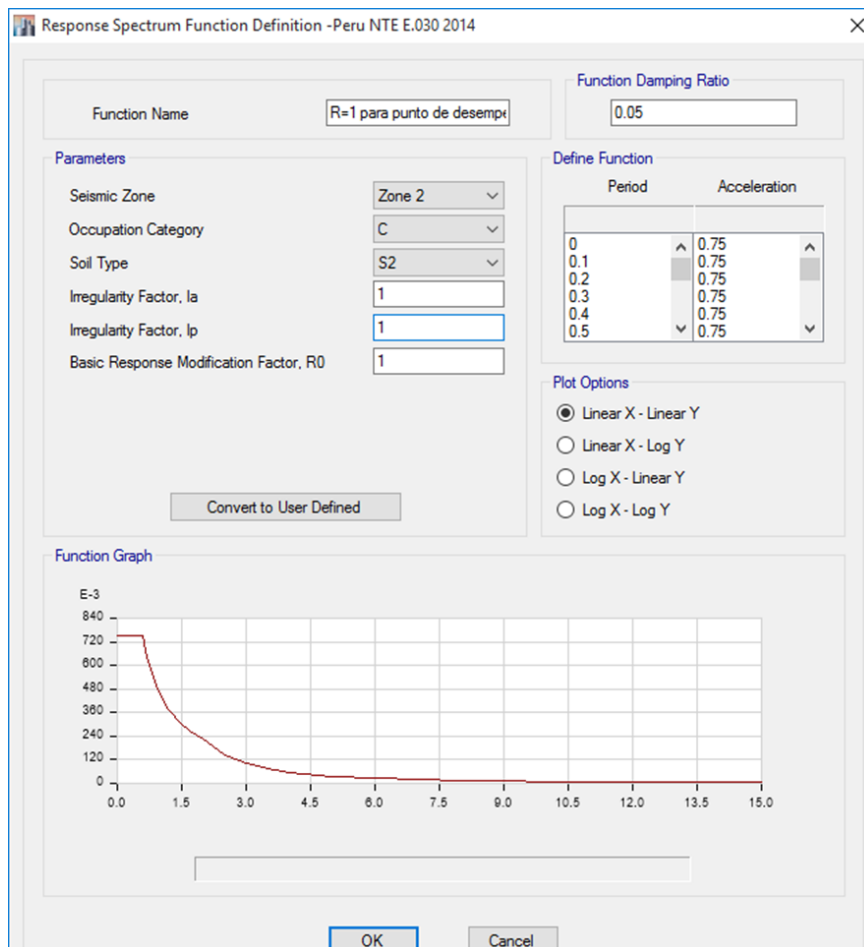 Response Spectrum Function Definition -Peru NTE E.030 2014
Function Name
R=1 para punto de desempe
Function Damping Ratio
0.05
Parameters
Seismic Zone Zone 2
Occupation Category C
Soil Type S2
Irregularity Factor, Ia 1
Irregularity Factor, Ip 1
Basic Response Modification Factor, R0 1
Convert to User Defined
Define Function
Period Acceleration
0 0.75
0.1 0.75
0.2 0.75
0.3 0.75
0.4 0.75
0.5 0.75
Plot Options
Linear X - Linear Y
Linear X - Log Y
Log X - Linear Y
Log X - Log Y
Function Graph
E-3
840
720
600
480
360
240
120
0
0.0 1.5 3.0 4.5 6.0 7.5 9.0 10.5 12.0 13.5 15.0
OK Cancel